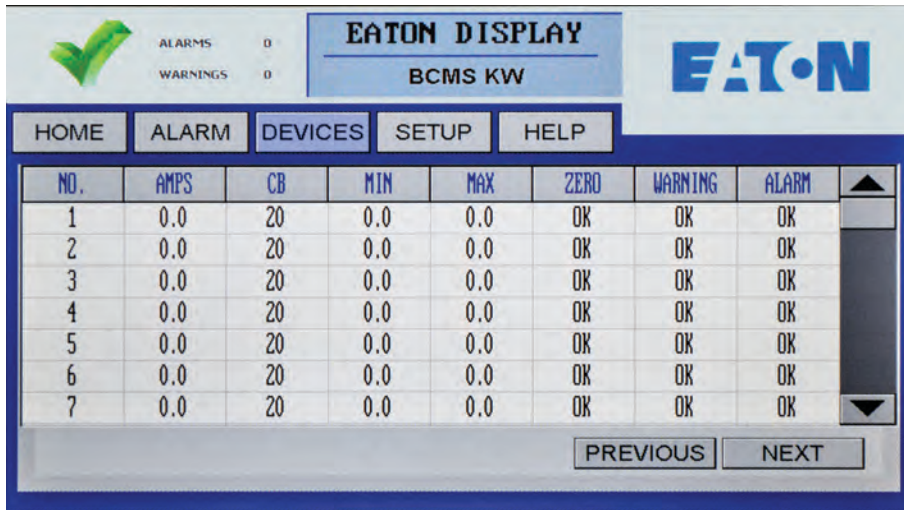 ALARMS 0
WARNINGS 0
EATON DISPLAY
BCMS KW
EATON
HOME ALARM DEVICES SETUP HELP
NO. AMPS CB MIN MAX ZERO WARNING ALARM
1 0.0 20 0.0 0.0 OK OK OK
2 0.0 20 0.0 0.0 OK OK OK
3 0.0 20 0.0 0.0 OK OK OK
4 0.0 20 0.0 0.0 OK OK OK
5 0.0 20 0.0 0.0 OK OK OK
6 0.0 20 0.0 0.0 OK OK OK
7 0.0 20 0.0 0.0 OK OK OK
PREVIOUS NEXT